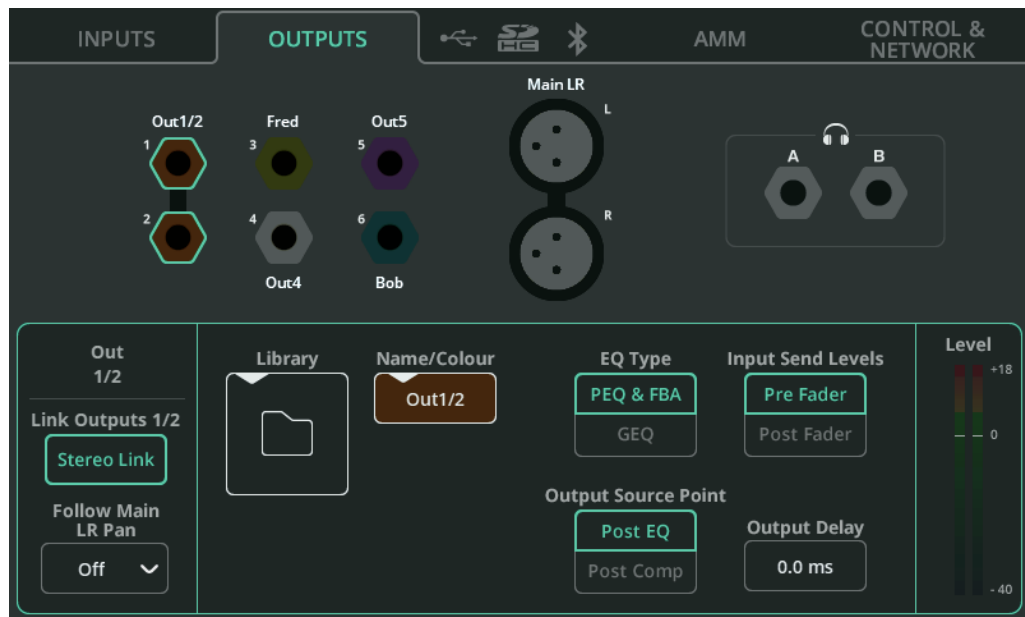 INPUTS
OUTPUTS
SD
HC
AMM
CONTROL &
NETWORK
Main LR
Out1/2
Fred
Out5
L
1
3
5
A
B
2
4
6
R
Out4
Bob
Out
1/2
Link Outputs 1/2
Stereo Link
Follow Main
LR Pan
Off
Library
Name/Colour
Out1/2
EQ Type
PEQ & FBA
GEQ
Input Send Levels
Pre Fader
Post Fader
Output Source Point
Post EQ
Post Comp
Output Delay
0.0 ms
Level
+18
0
- 40